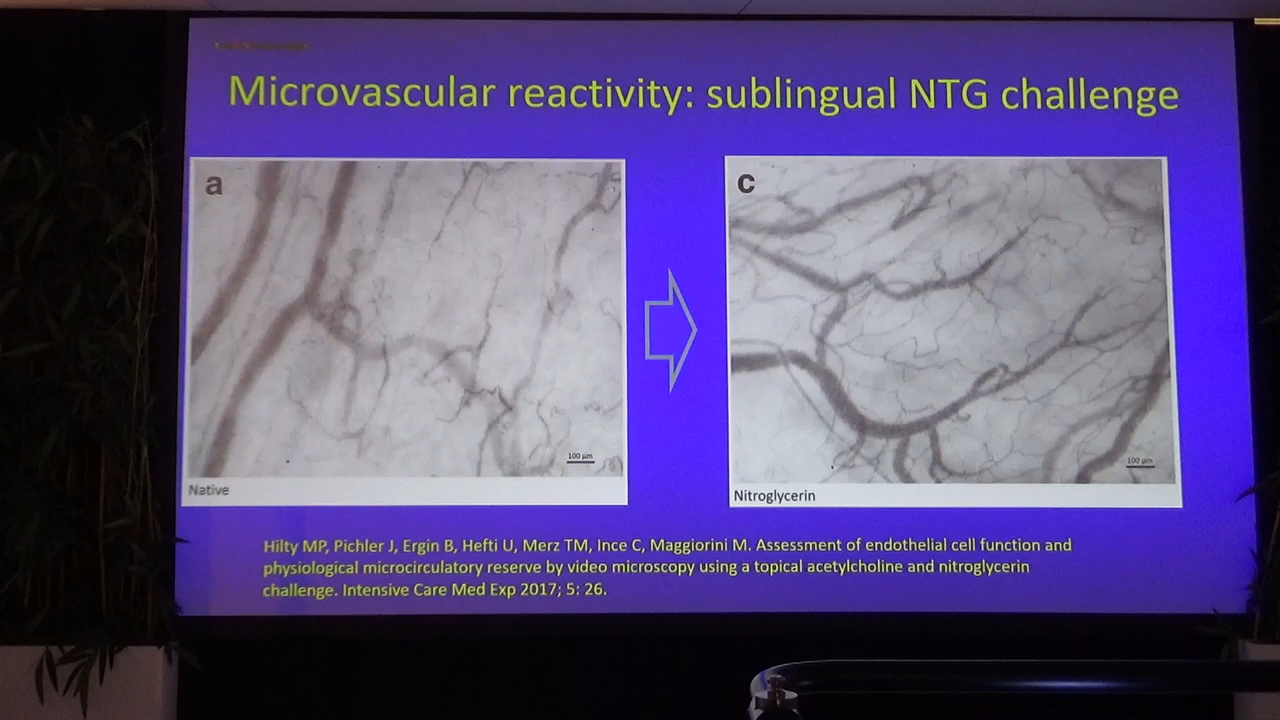 Microvascular reactivity: sublingual NTG challenge
a
c
100 µm
100 µm
Native
Nitroglycerin
Hilty MP, Pichler J, Ergin B, Hefti U, Merz TM, Ince C, Maggiorini M. Assessment of endothelial cell function and
physiological microcirculatory reserve by video microscopy using a topical acetylcholine and nitroglycerin
challenge. Intensive Care Med Exp 2017; 5: 26.